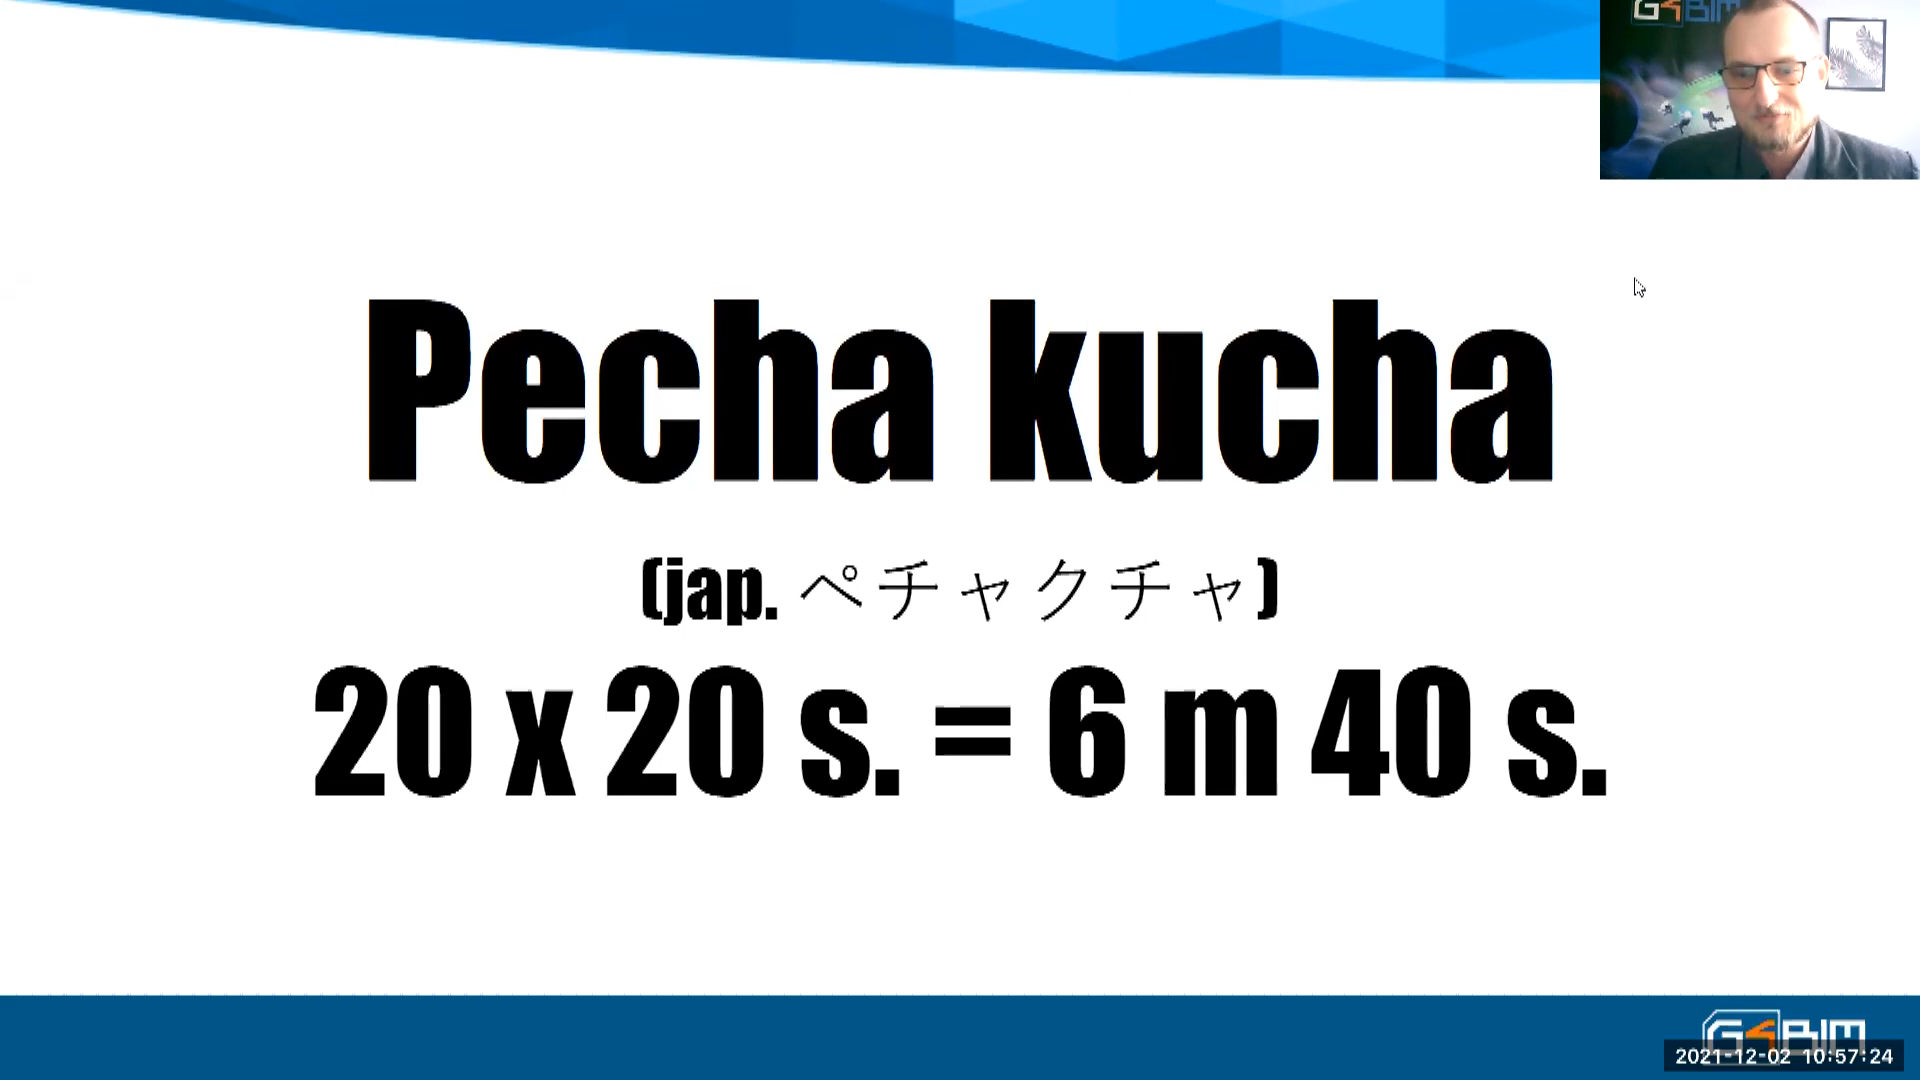 G4BIM
Pecha kucha
(jap. ペチャクチャ)
20 x 20 s. = 6 m 40 s.
G4BIM
2021-12-02 10:57:24